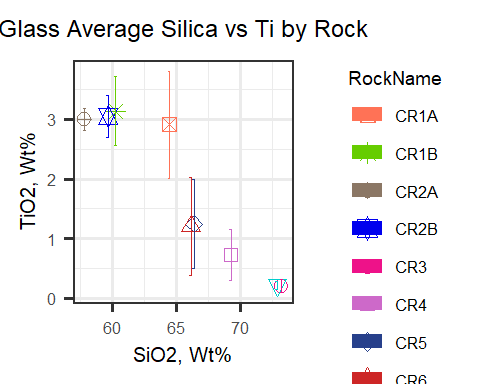 Glass Average Silica vs Ti by Rock
TiO2, Wt%
3
2
1
0
60 65 70
SiO2, Wt%
RockName
CR1A
CR1B
CR2A
CR2B
CR3
CR4
CR5
CR6